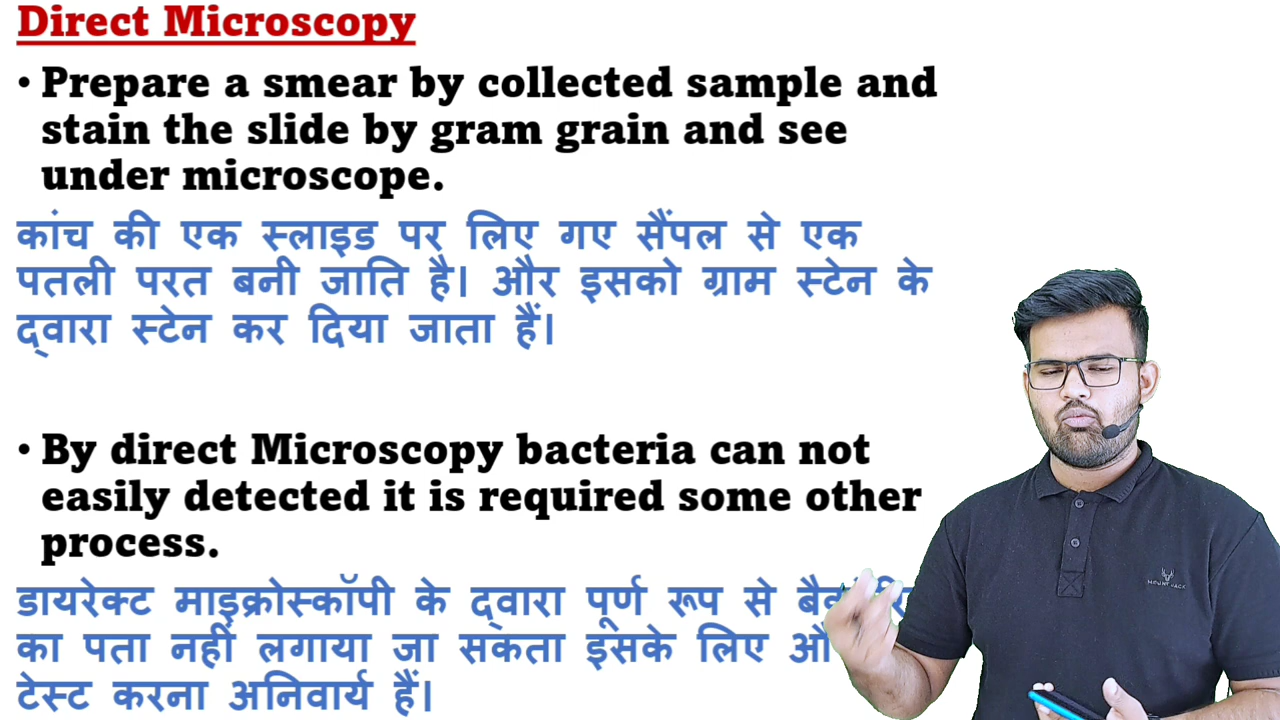 Direct Microscopy
• Prepare a smear by collected sample and
stain the slide by gram grain and see
under microscope.
कांच की एक स्लाइड पर लिए गए सैंपल से एक
पतली परत बनी जाति है। और इसको ग्राम स्टेन के
द्वारा स्टेन कर दिया जाता हैं।
• By direct Microscopy bacteria can not
easily detected it is required some other
process.
डायरेक्ट माइक्रोस्कॉपी के द्वारा पूर्ण रूप से
का पता नहीं लगाया जा सकता इसके लिए
टेस्ट करना अनिवार्य हैं।